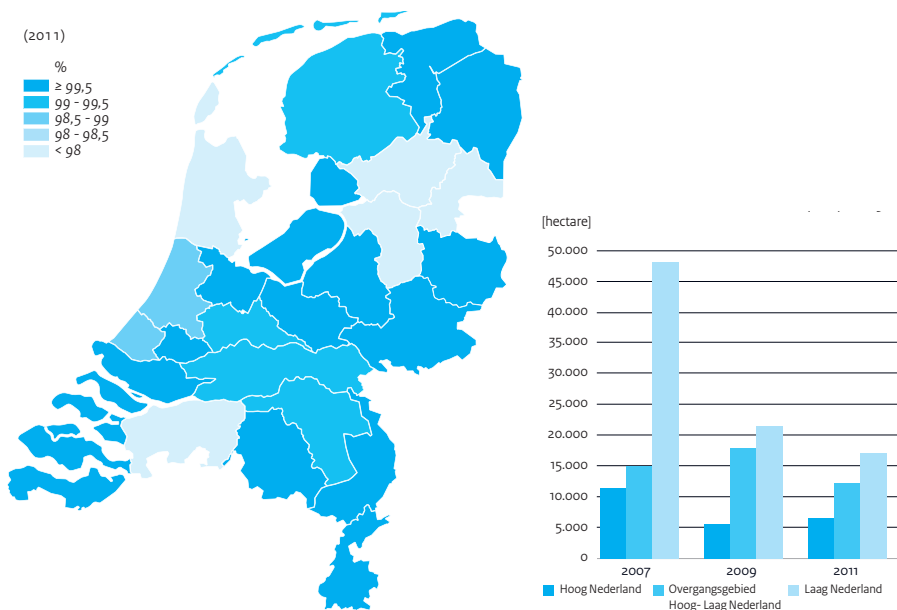 (2011)
%
≥ 99,5
99 - 99,5
98,5 - 99
98 - 98,5
< 98
[hectare]
50.000
45.000
40.000
35.000
30.000
25.000
20.000
15.000
10.000
5.000
0
2007 2009 2011
Hoog Nederland Overgangsgebied Laag Nederland
Hoog- Laag Nederland